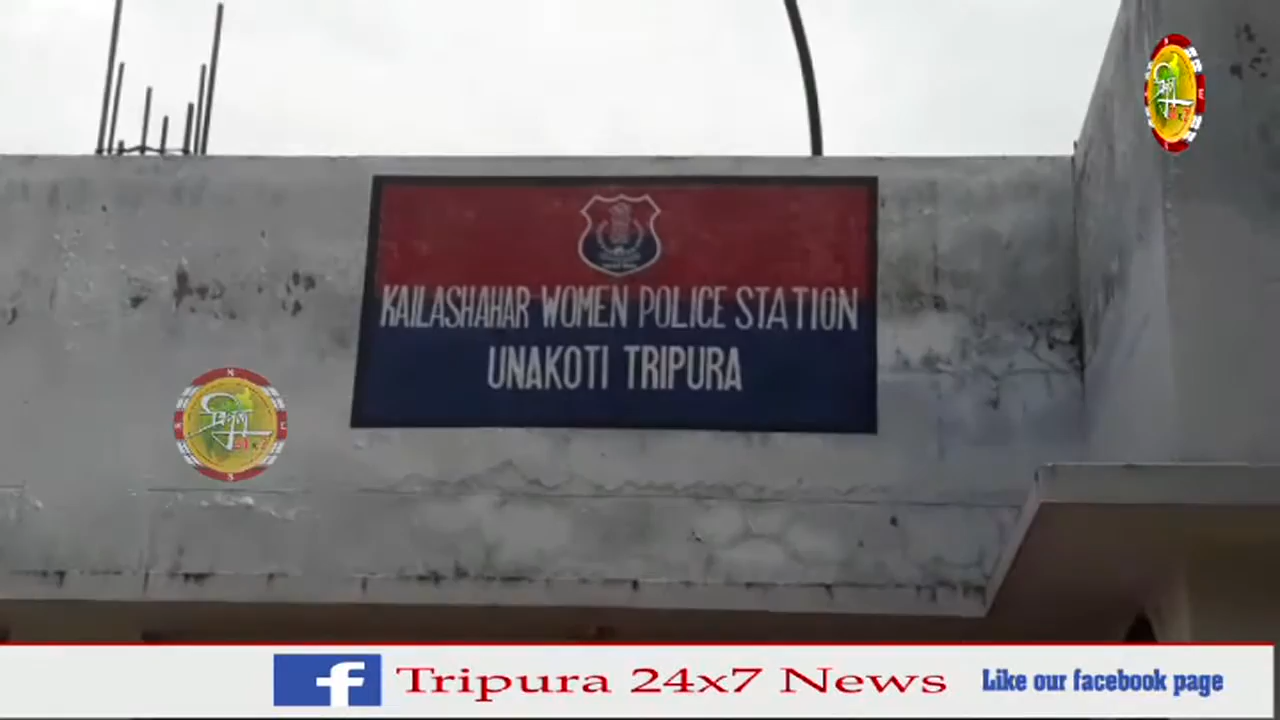 KAILASHAHAR WOMEN POLICE STATION
UNAKOTI TRIPURA
Tripura 24x7 News
Like our facebook page